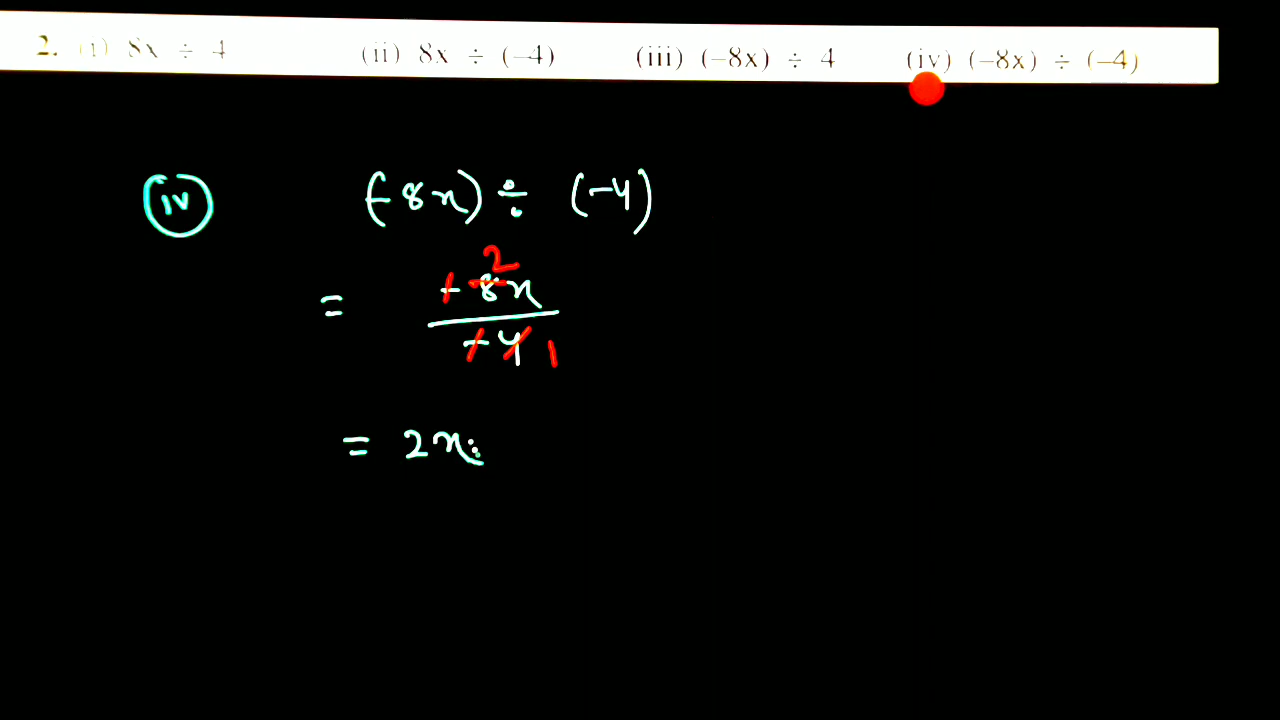 2. (i) 8x ÷ 4 (ii) 8x ÷ (−4) (iii) (−8x) ÷ 4 (iv) (−8x) ÷ (−4)
iv (-8x) ÷ (-4)
2
= -8x
-4 1
= 2x